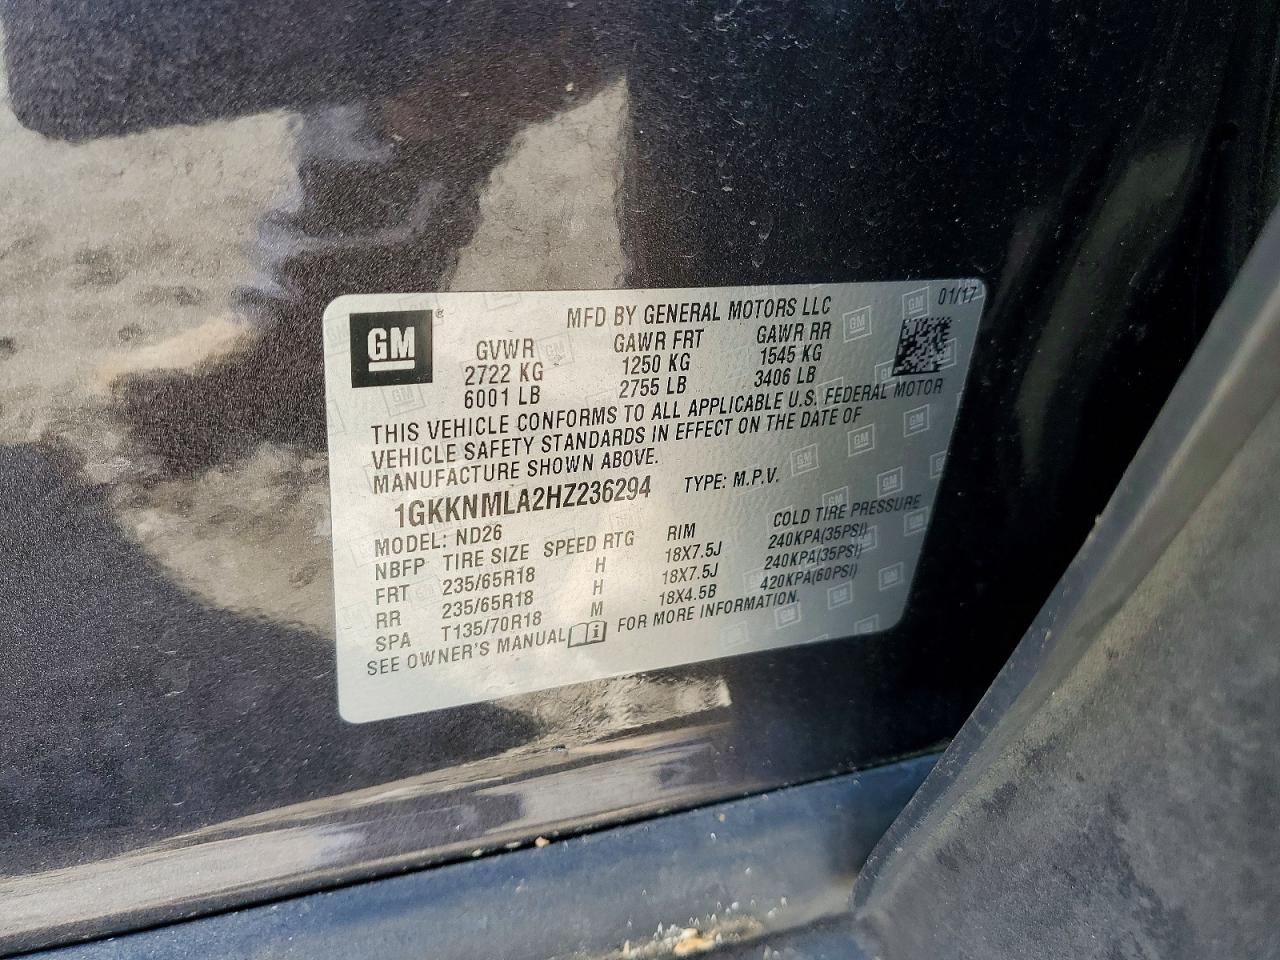 GM
®
MFD BY GENERAL MOTORS LLC
01/17
GVWR GAWR FRT GAWR RR
2722 KG 1250 KG 1545 KG
6001 LB 2755 LB 3406 LB
THIS VEHICLE CONFORMS TO ALL APPLICABLE U.S. FEDERAL MOTOR
VEHICLE SAFETY STANDARDS IN EFFECT ON THE DATE OF
MANUFACTURE SHOWN ABOVE.
1GKKNMLA2HZ236294 TYPE: M.P.V.
MODEL: ND26
NBFP TIRE SIZE SPEED RTG RIM COLD TIRE PRESSURE
FRT 235/65R18 H 18X7.5J 240KPA(35PSI)
RR 235/65R18 H 18X7.5J 240KPA(35PSI)
SPA T135/70R18 M 18X4.5B 420KPA(60PSI)
SEE OWNER'S MANUAL FOR MORE INFORMATION.